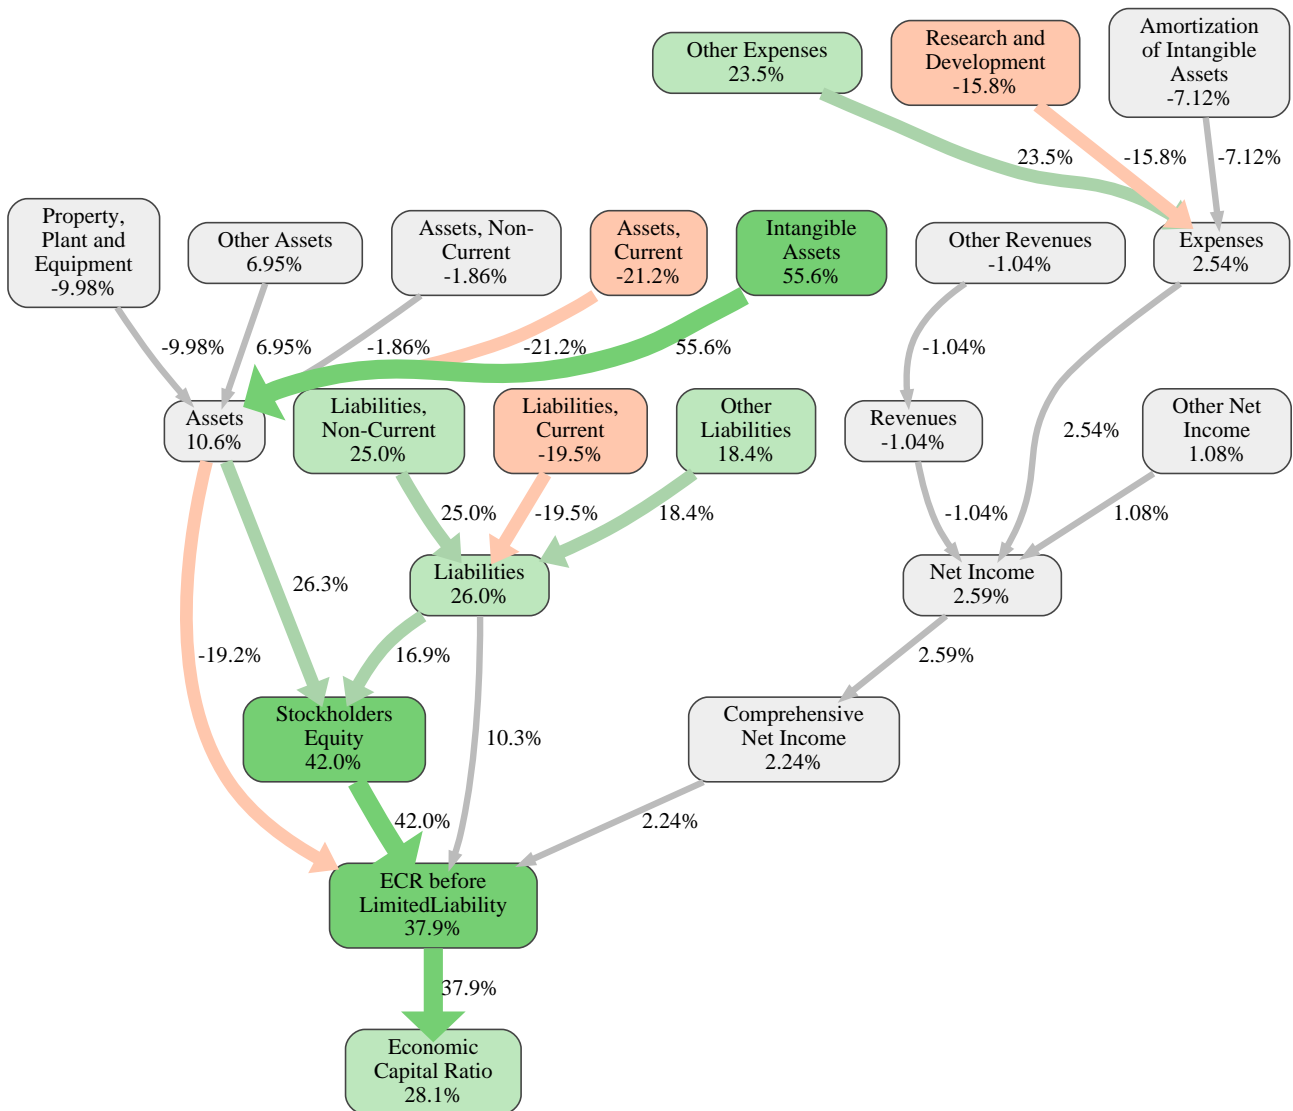 Other Expenses
23.5%
Research and
Development
-15.8%
Amortization
of Intangible
Assets
-7.12%
23.5%
-15.8%
-7.12%
Property,
Plant and
Equipment
-9.98%
Other Assets
6.95%
Assets, Non-
Current
-1.86%
Assets,
Current
-21.2%
Intangible
Assets
55.6%
Other Revenues
-1.04%
Expenses
2.54%
-9.98%
6.95%
-1.86%
-21.2%
55.6%
-1.04%
Assets
10.6%
Liabilities,
Non-Current
25.0%
Liabilities,
Current
-19.5%
Other
Liabilities
18.4%
Revenues
-1.04%
2.54%
Other Net
Income
1.08%
25.0%
-19.5%
18.4%
-1.04%
1.08%
26.3%
Liabilities
26.0%
Net Income
2.59%
-19.2%
16.9%
2.59%
Stockholders
Equity
42.0%
10.3%
Comprehensive
Net Income
2.24%
42.0%
2.24%
ECR before
LimitedLiability
37.9%
37.9%
Economic
Capital Ratio
28.1%